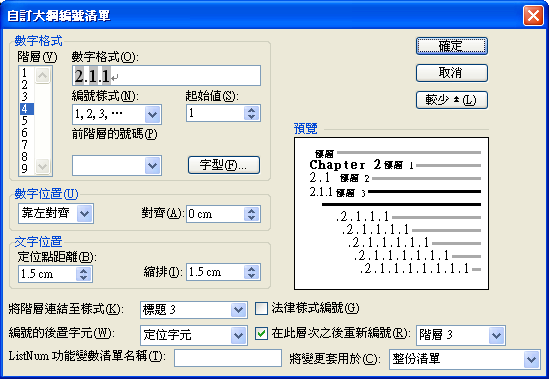 自訂大綱編號清單
數字格式
階層(V)
1
2
3
4
5
6
7
8
9
數字格式(O):
2.1.1
編號樣式(N):
1, 2, 3, …
起始值(S):
1
前階層的號碼(P)
字型(F)...
確定
取消
較少 (L)
預覽
標題
Chapter 2 標題 1
2.1 標題 2
2.1.1 標題 3
.2.1.1.1
.2.1.1.1.1
.2.1.1.1.1.1
.2.1.1.1.1.1.1
.2.1.1.1.1.1.1.1
數字位置(U)
靠左對齊
對齊(A):
0 cm
文字位置
定位點距離(B):
1.5 cm
縮排(I):
1.5 cm
將階層連結至樣式(K):
標題 3
法律樣式編號(G)
編號的後置字元(W):
定位字元
在此層次之後重新編號(R):
階層 3
ListNum 功能變數清單名稱(T):
將變更套用於(C):
整份清單